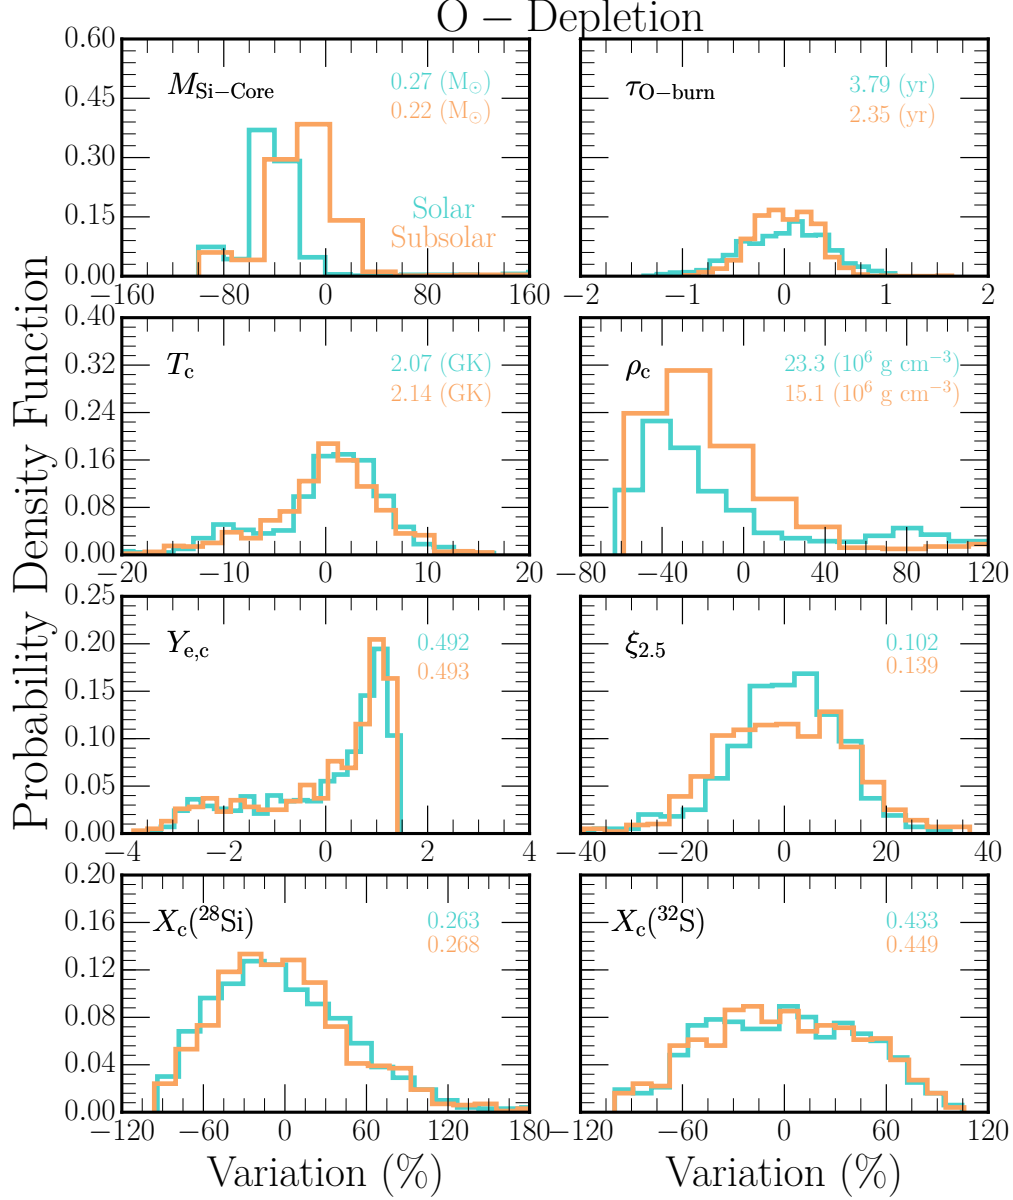 O − Depletion
Probability Density Function
0.60
0.45
0.30
0.15
0.00
M_Si−Core
0.27 (M⊙)
0.22 (M⊙)
Solar
Subsolar
−160 −80 0 80 160
τ_O−burn
3.79 (yr)
2.35 (yr)
−2 −1 0 1 2
0.40
0.32
0.24
0.16
0.08
0.00
T_c
2.07 (GK)
2.14 (GK)
−20 −10 0 10 20
ρ_c
23.3 (10⁶ g cm⁻³)
15.1 (10⁶ g cm⁻³)
−80 −40 0 40 80 120
0.25
0.20
0.15
0.10
0.05
0.00
Y_e,c
0.492
0.493
−4 −2 0 2 4
ξ_2.5
0.102
0.139
−40 −20 0 20 40
0.20
0.16
0.12
0.08
0.04
0.00
X_c(²⁸Si)
0.263
0.268
−120 −60 0 60 120 180
X_c(³²S)
0.433
0.449
−120 −60 0 60 120
Variation (%)
Variation (%)